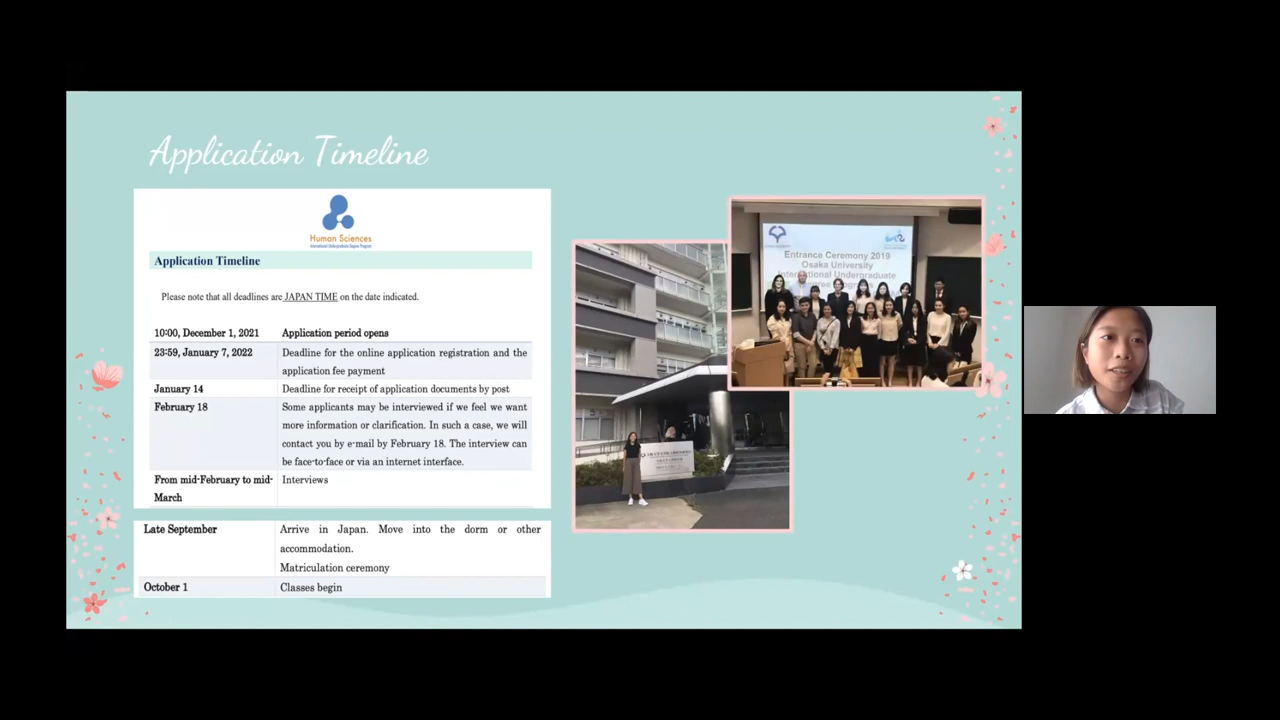 Application Timeline
Human Sciences
International Undergraduate Degree Program
Application Timeline
Please note that all deadlines are JAPAN TIME on the date indicated.
10:00, December 1, 2021 Application period opens
23:59, January 7, 2022 Deadline for the online application registration and the
application fee payment
January 14 Deadline for receipt of application documents by post
February 18 Some applicants may be interviewed if we feel we want
more information or clarification. In such a case, we will
contact you by e-mail by February 18. The interview can
be face-to-face or via an internet interface.
From mid-February to mid- Interviews
March
Late September Arrive in Japan. Move into the dorm or other
accommodation.
Matriculation ceremony
October 1 Classes begin
Entrance Ceremony 2019
Osaka University
International Undergraduate